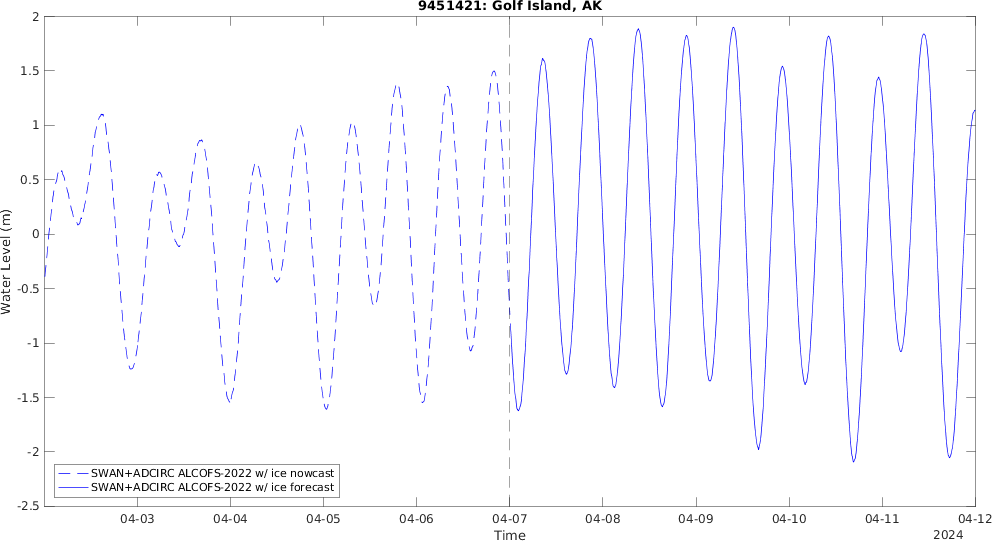 9451421: Golf Island, AK
Water Level (m)
2
1.5
1
0.5
0
-0.5
-1
-1.5
-2
-2.5
SWAN+ADCIRC ALCOFS-2022 w/ ice nowcast
SWAN+ADCIRC ALCOFS-2022 w/ ice forecast
04-03 04-04 04-05 04-06 04-07 04-08 04-09 04-10 04-11 04-12
Time
2024